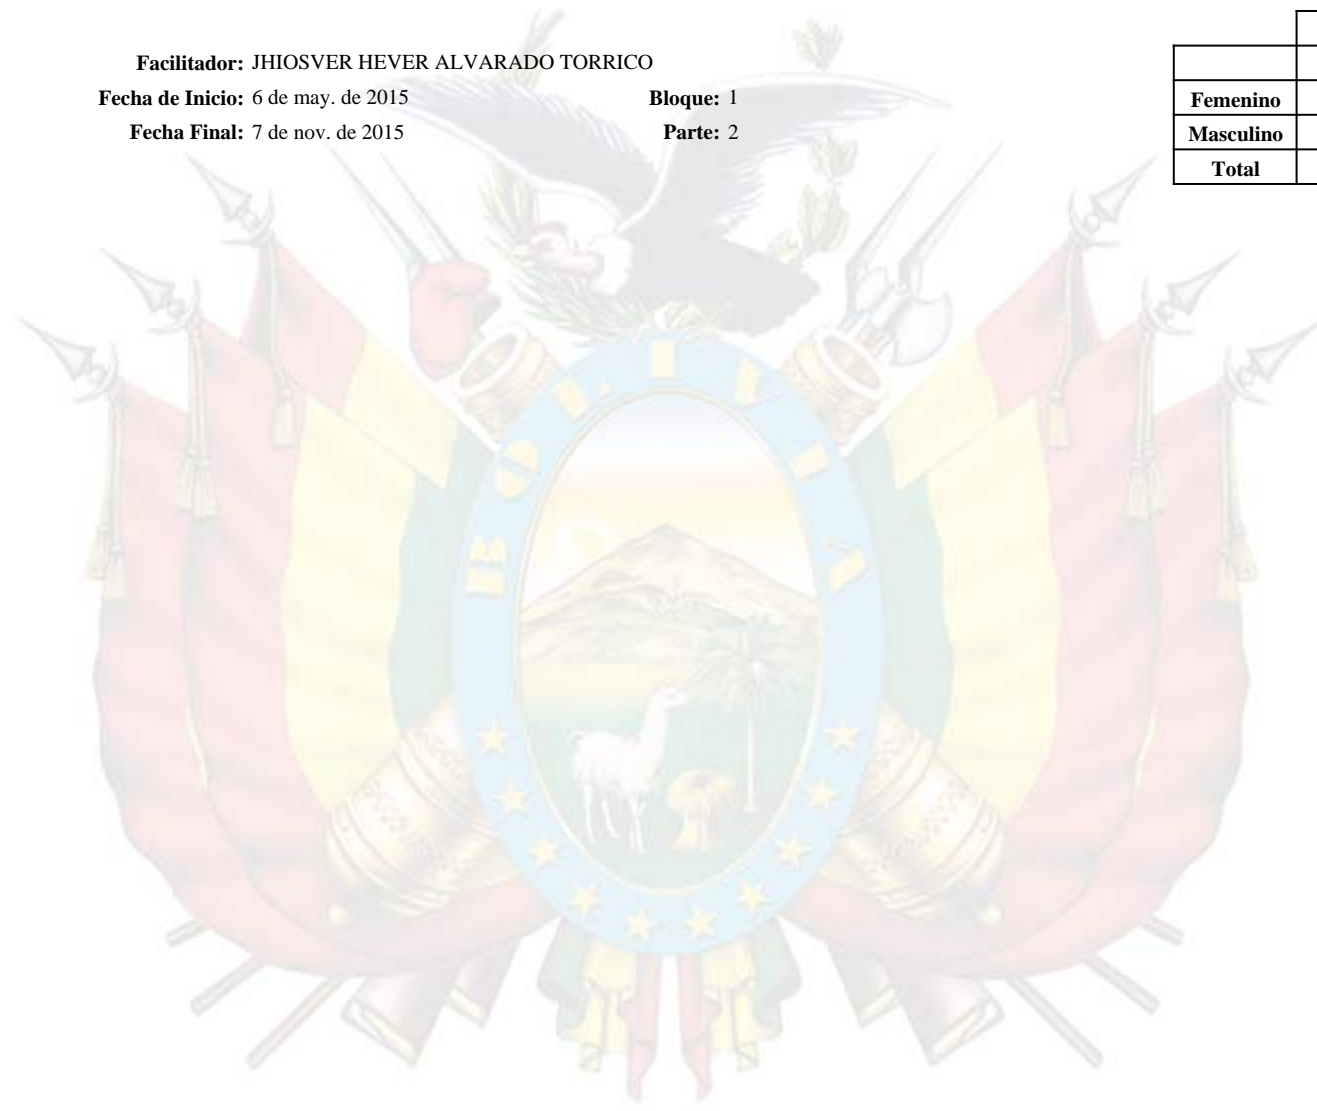 Facilitador: JHIOSVER HEVER ALVARADO TORRICO
Fecha de Inicio: 6 de may. de 2015 Bloque: 1
Fecha Final: 7 de nov. de 2015 Parte: 2
Femenino
Masculino
Total
BOLIVIA